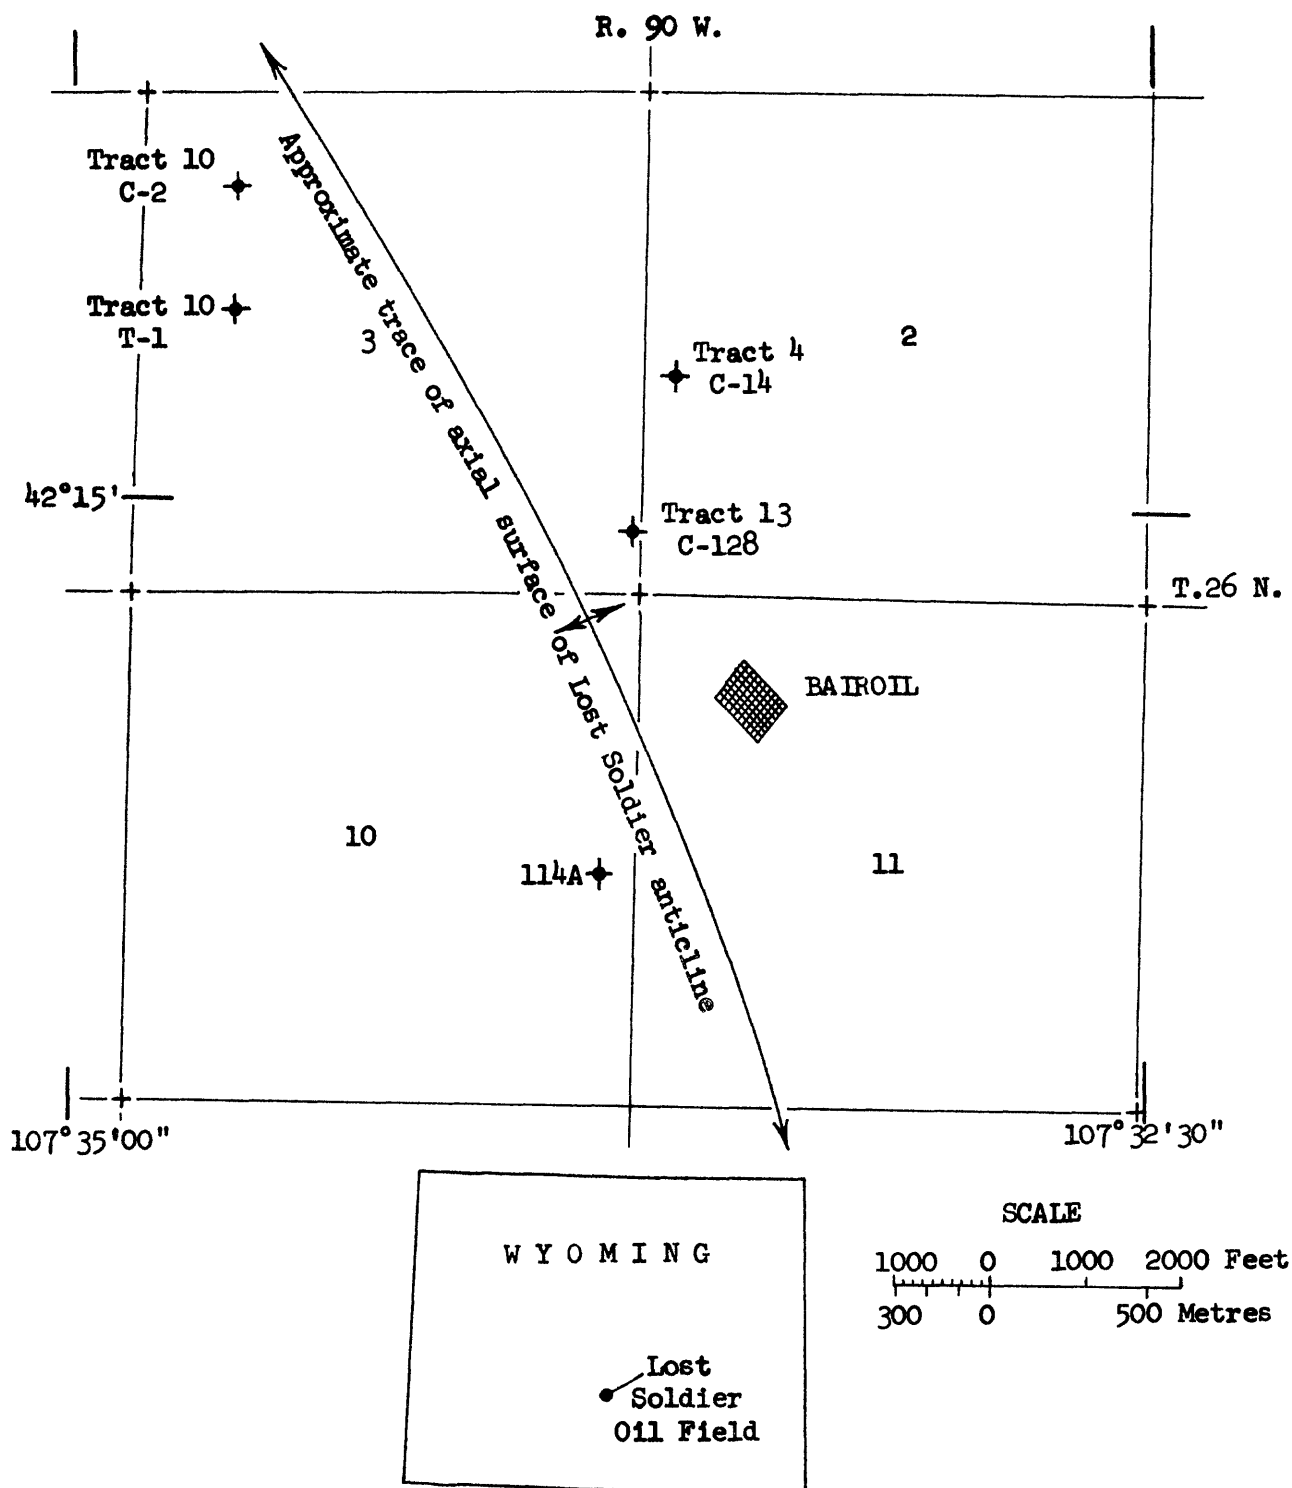 R. 90 W.
Tract 10
C-2
Tract 10
T-1
3
2
Tract 4
C-14
Approximate trace of axial surface of Lost Soldier anticline
42°15'
Tract 13
C-128
T.26 N.
BAIROIL
10
11
114A
107°35'00"
107°32'30"
WYOMING
SCALE
1000 0 1000 2000 Feet
300 0 500 Metres
Lost
Soldier
Oil Field